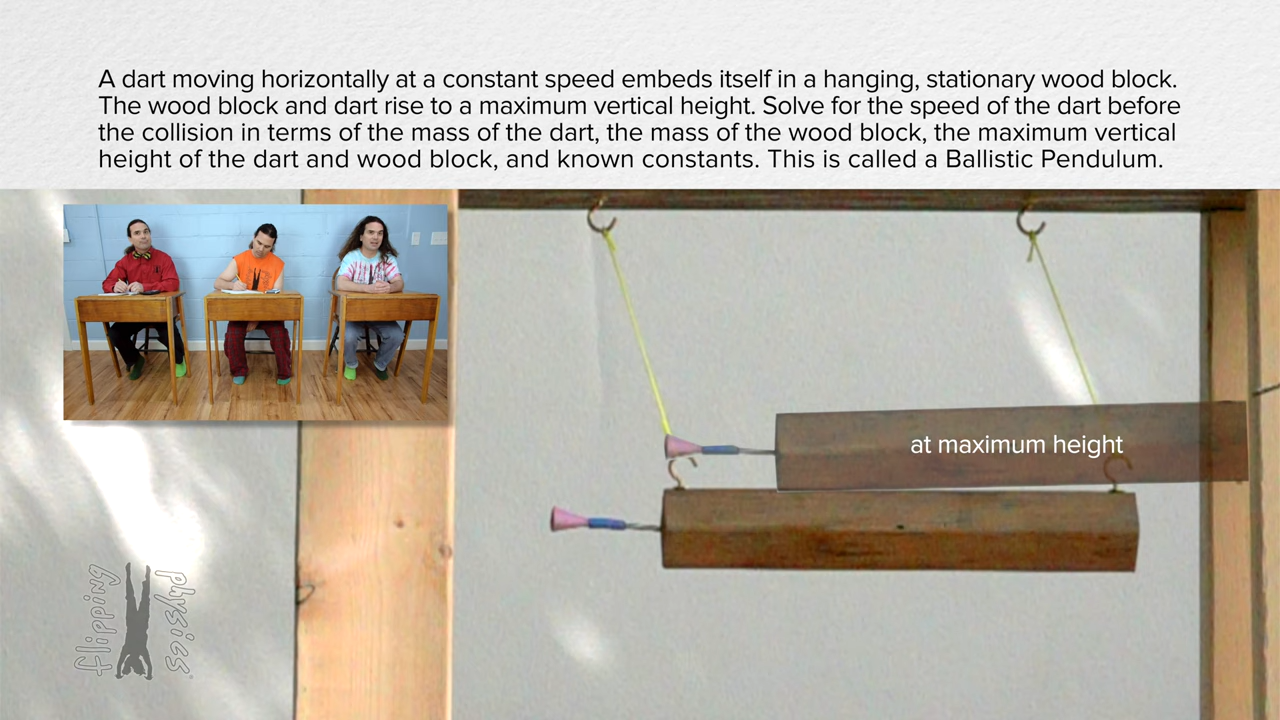 A dart moving horizontally at a constant speed embeds itself in a hanging, stationary wood block.
The wood block and dart rise to a maximum vertical height. Solve for the speed of the dart before
the collision in terms of the mass of the dart, the mass of the wood block, the maximum vertical
height of the dart and wood block, and known constants. This is called a Ballistic Pendulum.
at maximum height
flipping
physics